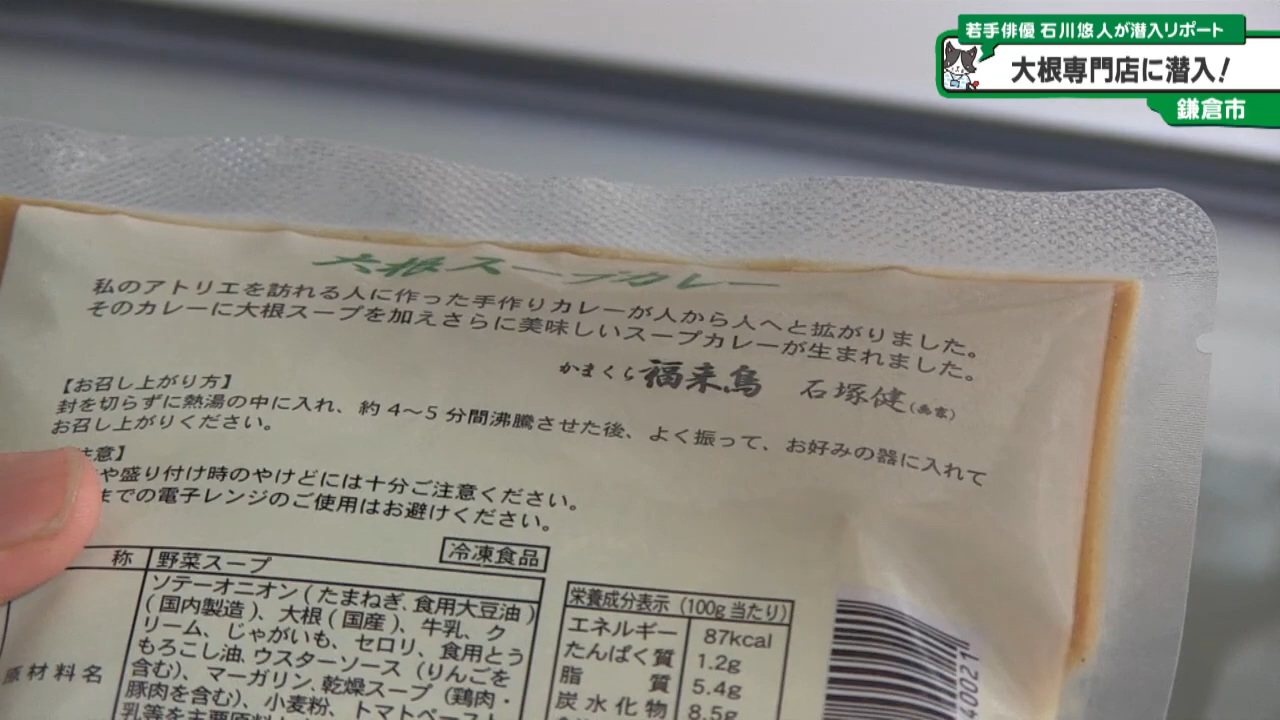 若手俳優 石川悠人が潜入リポート
大根専門店に潜入!
鎌倉市
大根スープカレー
私のアトリエを訪れる人に作った手作りカレーが人から人へと拡がりました。
そのカレーに大根スープを加えさらに美味しいスープカレーが生まれました。
かまくら 福来鳥 石塚健
【お召し上がり方】
封を切らずに熱湯の中に入れ、約4〜5分間沸騰させた後、よく振って、お好みの器に入れて
お召し上がりください。
注意】
や盛り付け時のやけどには十分ご注意ください。
までの電子レンジのご使用はお避けください。
冷凍食品
称 野菜スープ
原材料名
ソテーオニオン(たまねぎ、食用大豆油)
(国内製造)、大根(国産)、牛乳、ク
リーム、じゃがいも、セロリ、食用とう
もろこし油、ウスターソース(りんごを
含む)、マーガリン、乾燥スープ(鶏肉・
豚肉を含む)、小麦粉、トマトペースト
乳等を主要原料
栄養成分表示(100g当たり)
エネルギー 87kcal
たんぱく質 1.2g
脂質 5.4g
炭水化物 8.5g
40021